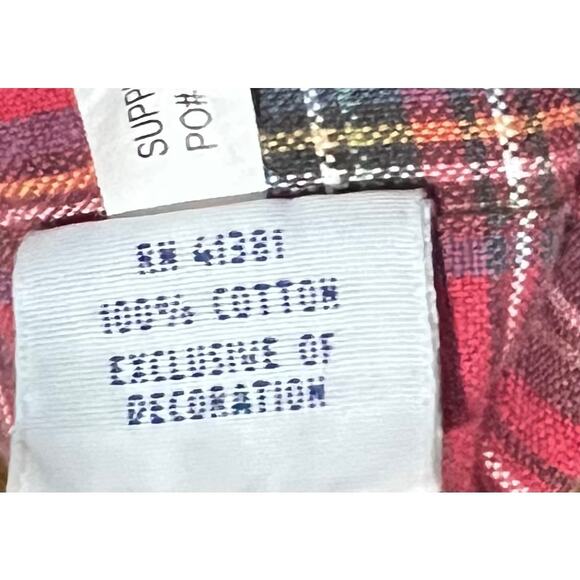 SUPP
PO#
RN 41381
100% COTTON
EXCLUSIVE OF
DECORATION